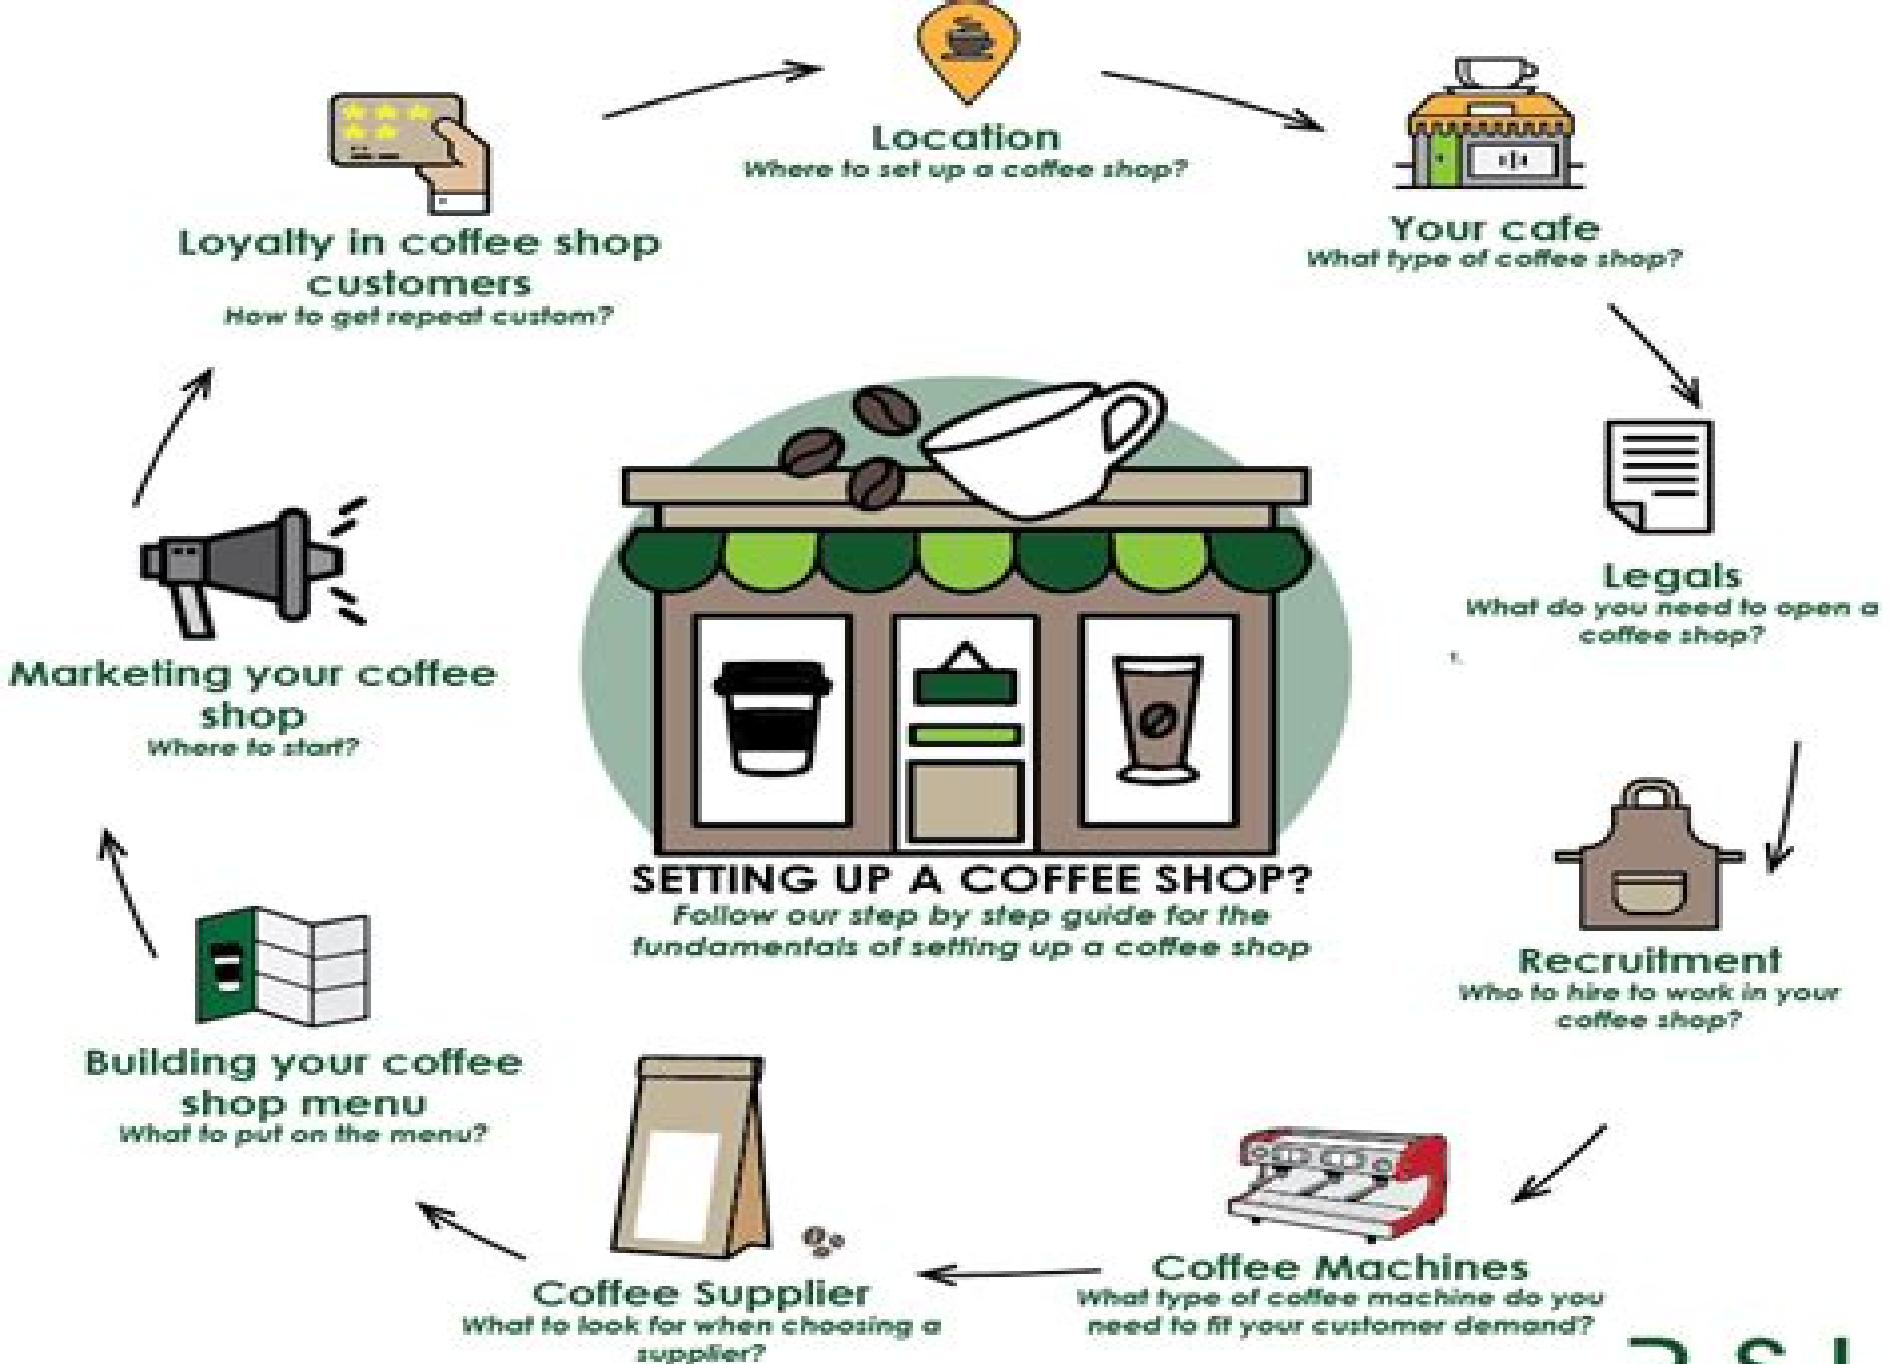 Location
Where to set up a coffee shop?
Your cafe
What type of coffee shop?
Legals
What do you need to open a
coffee shop?
Recruitment
Who to hire to work in your
coffee shop?
Coffee Machines
What type of coffee machine do you
need to fit your customer demand?
Coffee Supplier
What to look for when choosing a
supplier?
Building your coffee
shop menu
What to put on the menu?
Marketing your coffee
shop
Where to start?
Loyalty in coffee shop
customers
How to get repeat custom?
SETTING UP A COFFEE SHOP?
Follow our step by step guide for the
fundamentals of setting up a coffee shop